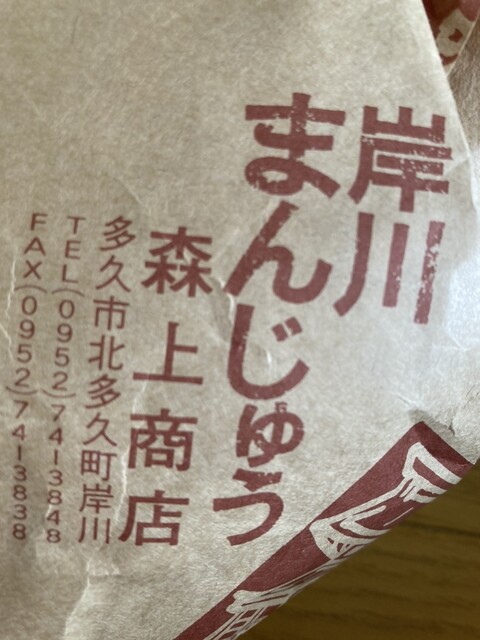 岸川
まんじゅう
森上商店
多久市北多久町岸川
TEL(0952)74-3848
FAX(0952)74-3838